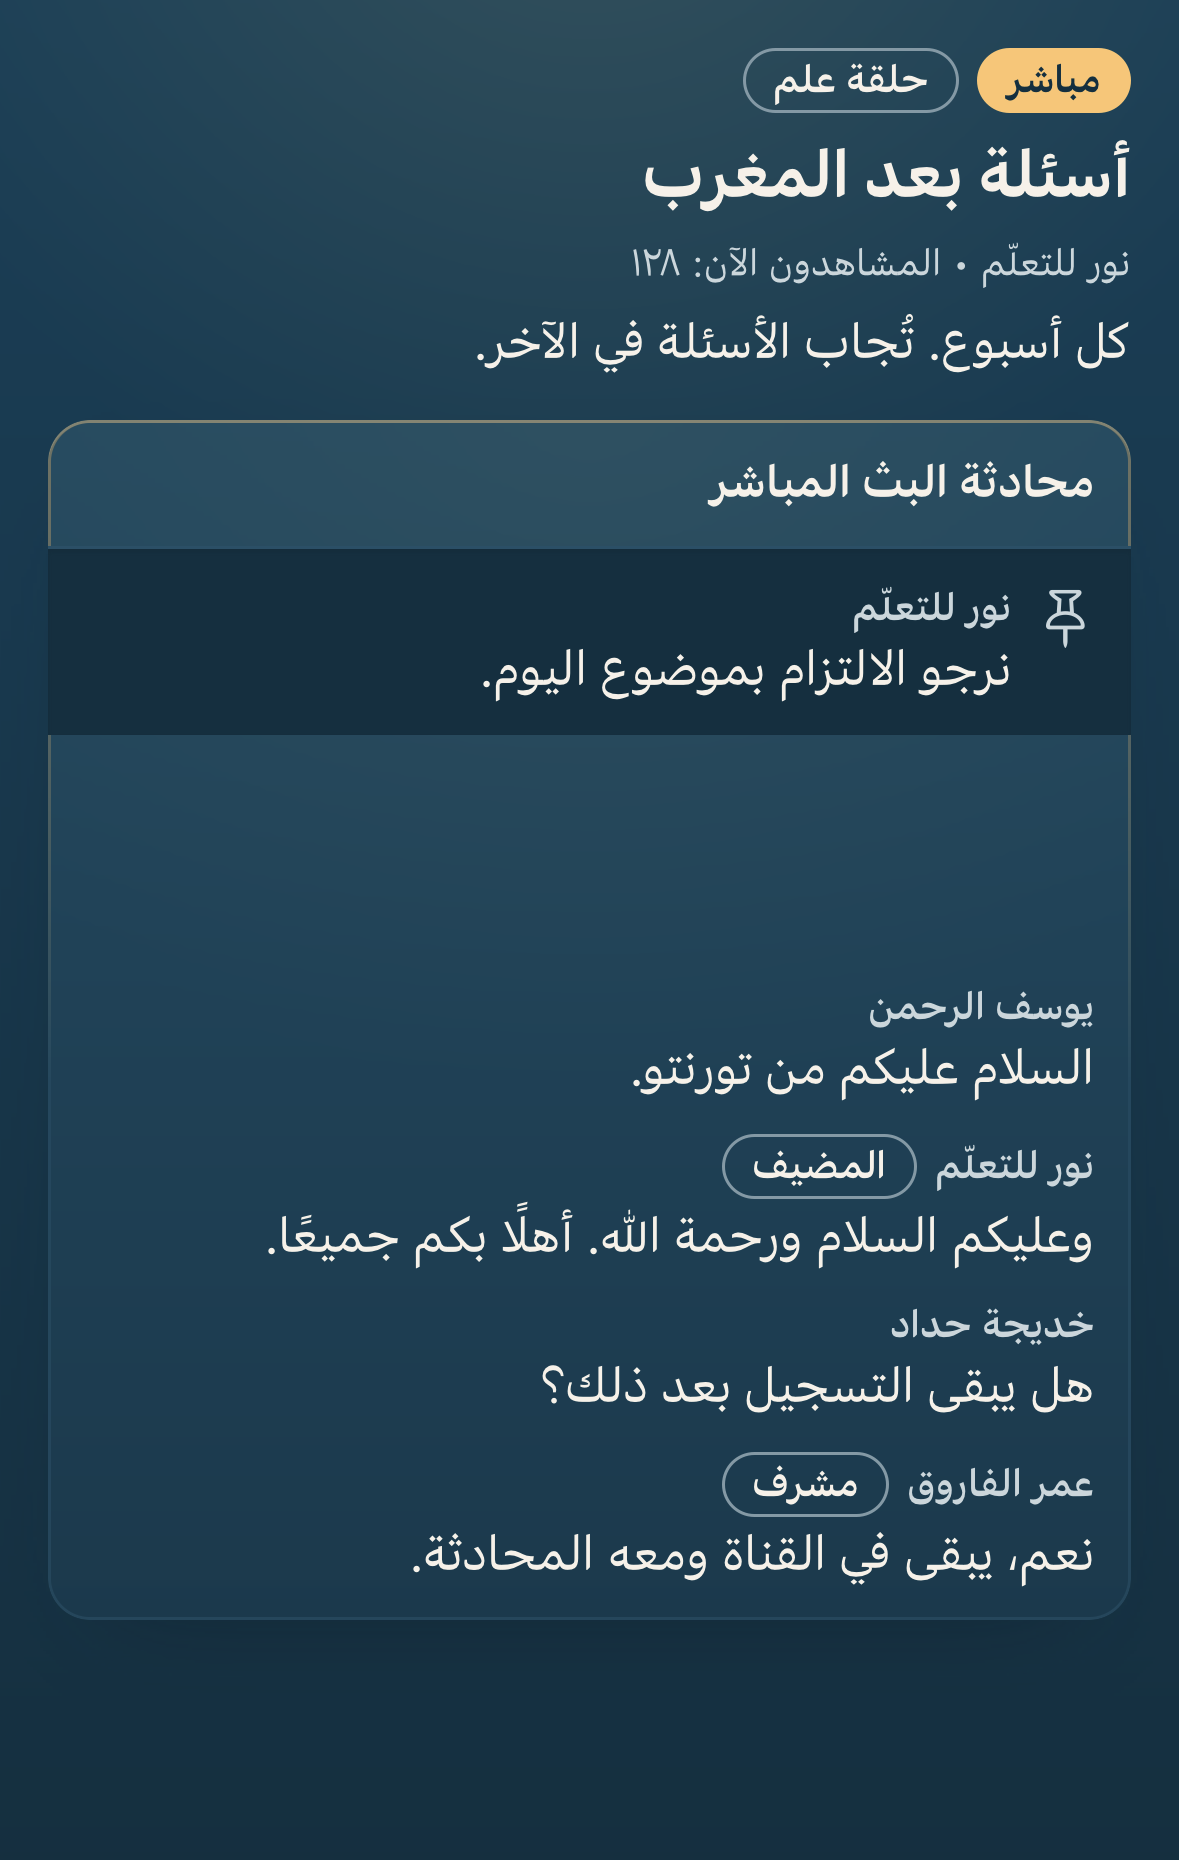 مباشر حلقة علم
أسئلة بعد المغرب
نور للتعلّم • المشاهدون الآن: ١٢٨
كل أسبوع. تُجاب الأسئلة في الآخر.
محادثة البث المباشر
نور للتعلّم
نرجو الالتزام بموضوع اليوم.
يوسف الرحمن
السلام عليكم من تورنتو.
نور للتعلّم المضيف
وعليكم السلام ورحمة الله. أهلًا بكم جميعًا.
خديجة حداد
هل يبقى التسجيل بعد ذلك؟
عمر الفاروق مشرف
نعم، يبقى في القناة ومعه المحادثة.